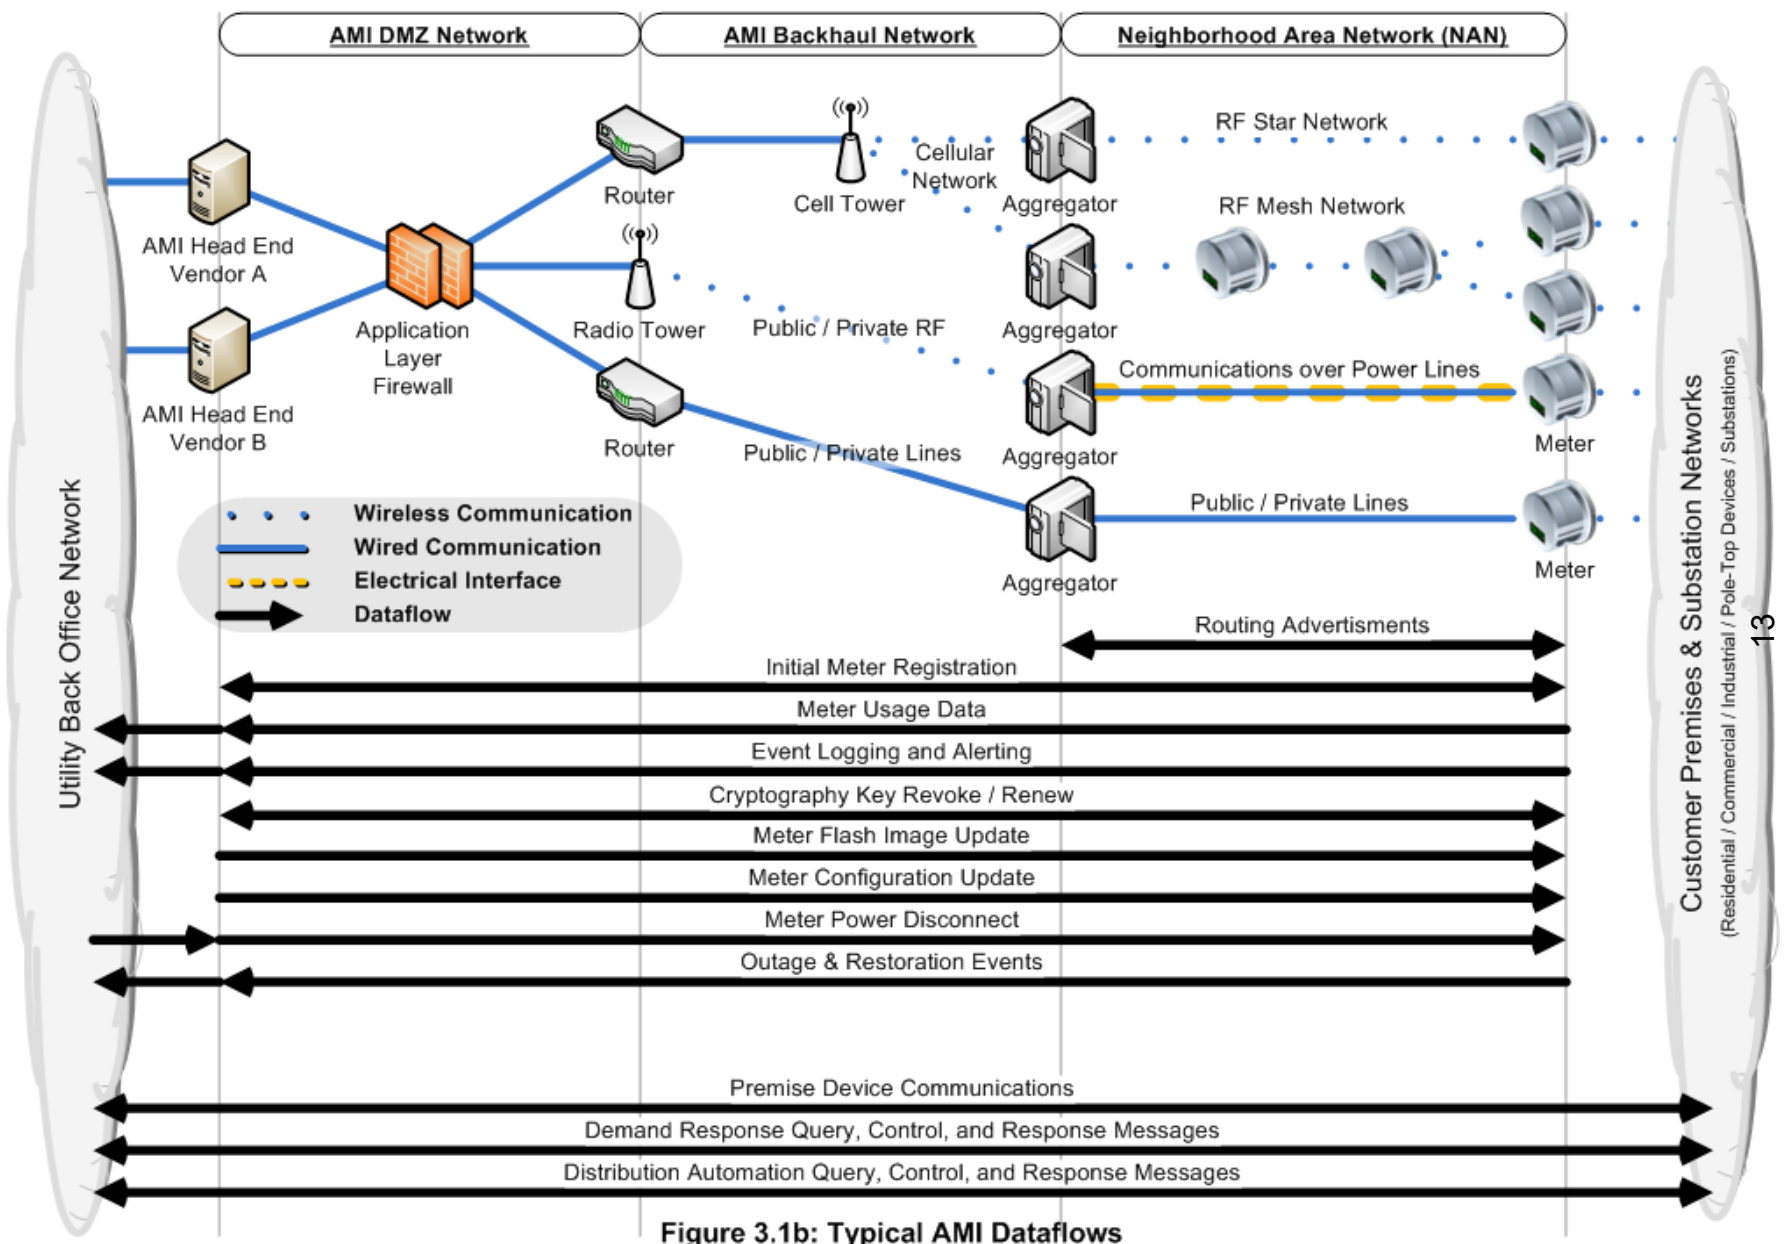 AMI DMZ Network
AMI Backhaul Network
Neighborhood Area Network (NAN)
RF Star Network
Cellular
Network
Router
Cell Tower
Aggregator
RF Mesh Network
AMI Head End
Vendor A
Application
Layer
Firewall
Radio Tower
Public / Private RF
Aggregator
Communications over Power Lines
AMI Head End
Vendor B
Router
Public / Private Lines
Aggregator
Meter
Public / Private Lines
Aggregator
Meter
Wireless Communication
Wired Communication
Electrical Interface
Dataflow
Utility Back Office Network
Customer Premises & Substation Networks
(Residential / Commercial / Industrial / Pole-Top Devices / Substations)
13
Routing Advertisments
Initial Meter Registration
Meter Usage Data
Event Logging and Alerting
Cryptography Key Revoke / Renew
Meter Flash Image Update
Meter Configuration Update
Meter Power Disconnect
Outage & Restoration Events
Premise Device Communications
Demand Response Query, Control, and Response Messages
Distribution Automation Query, Control, and Response Messages
Figure 3.1b: Typical AMI Dataflows